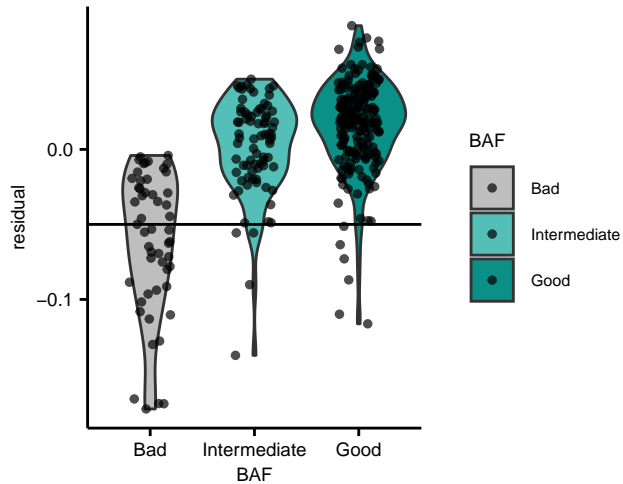 residual
0.0
−0.1
Bad
Intermediate
Good
BAF
BAF
Bad
Intermediate
Good